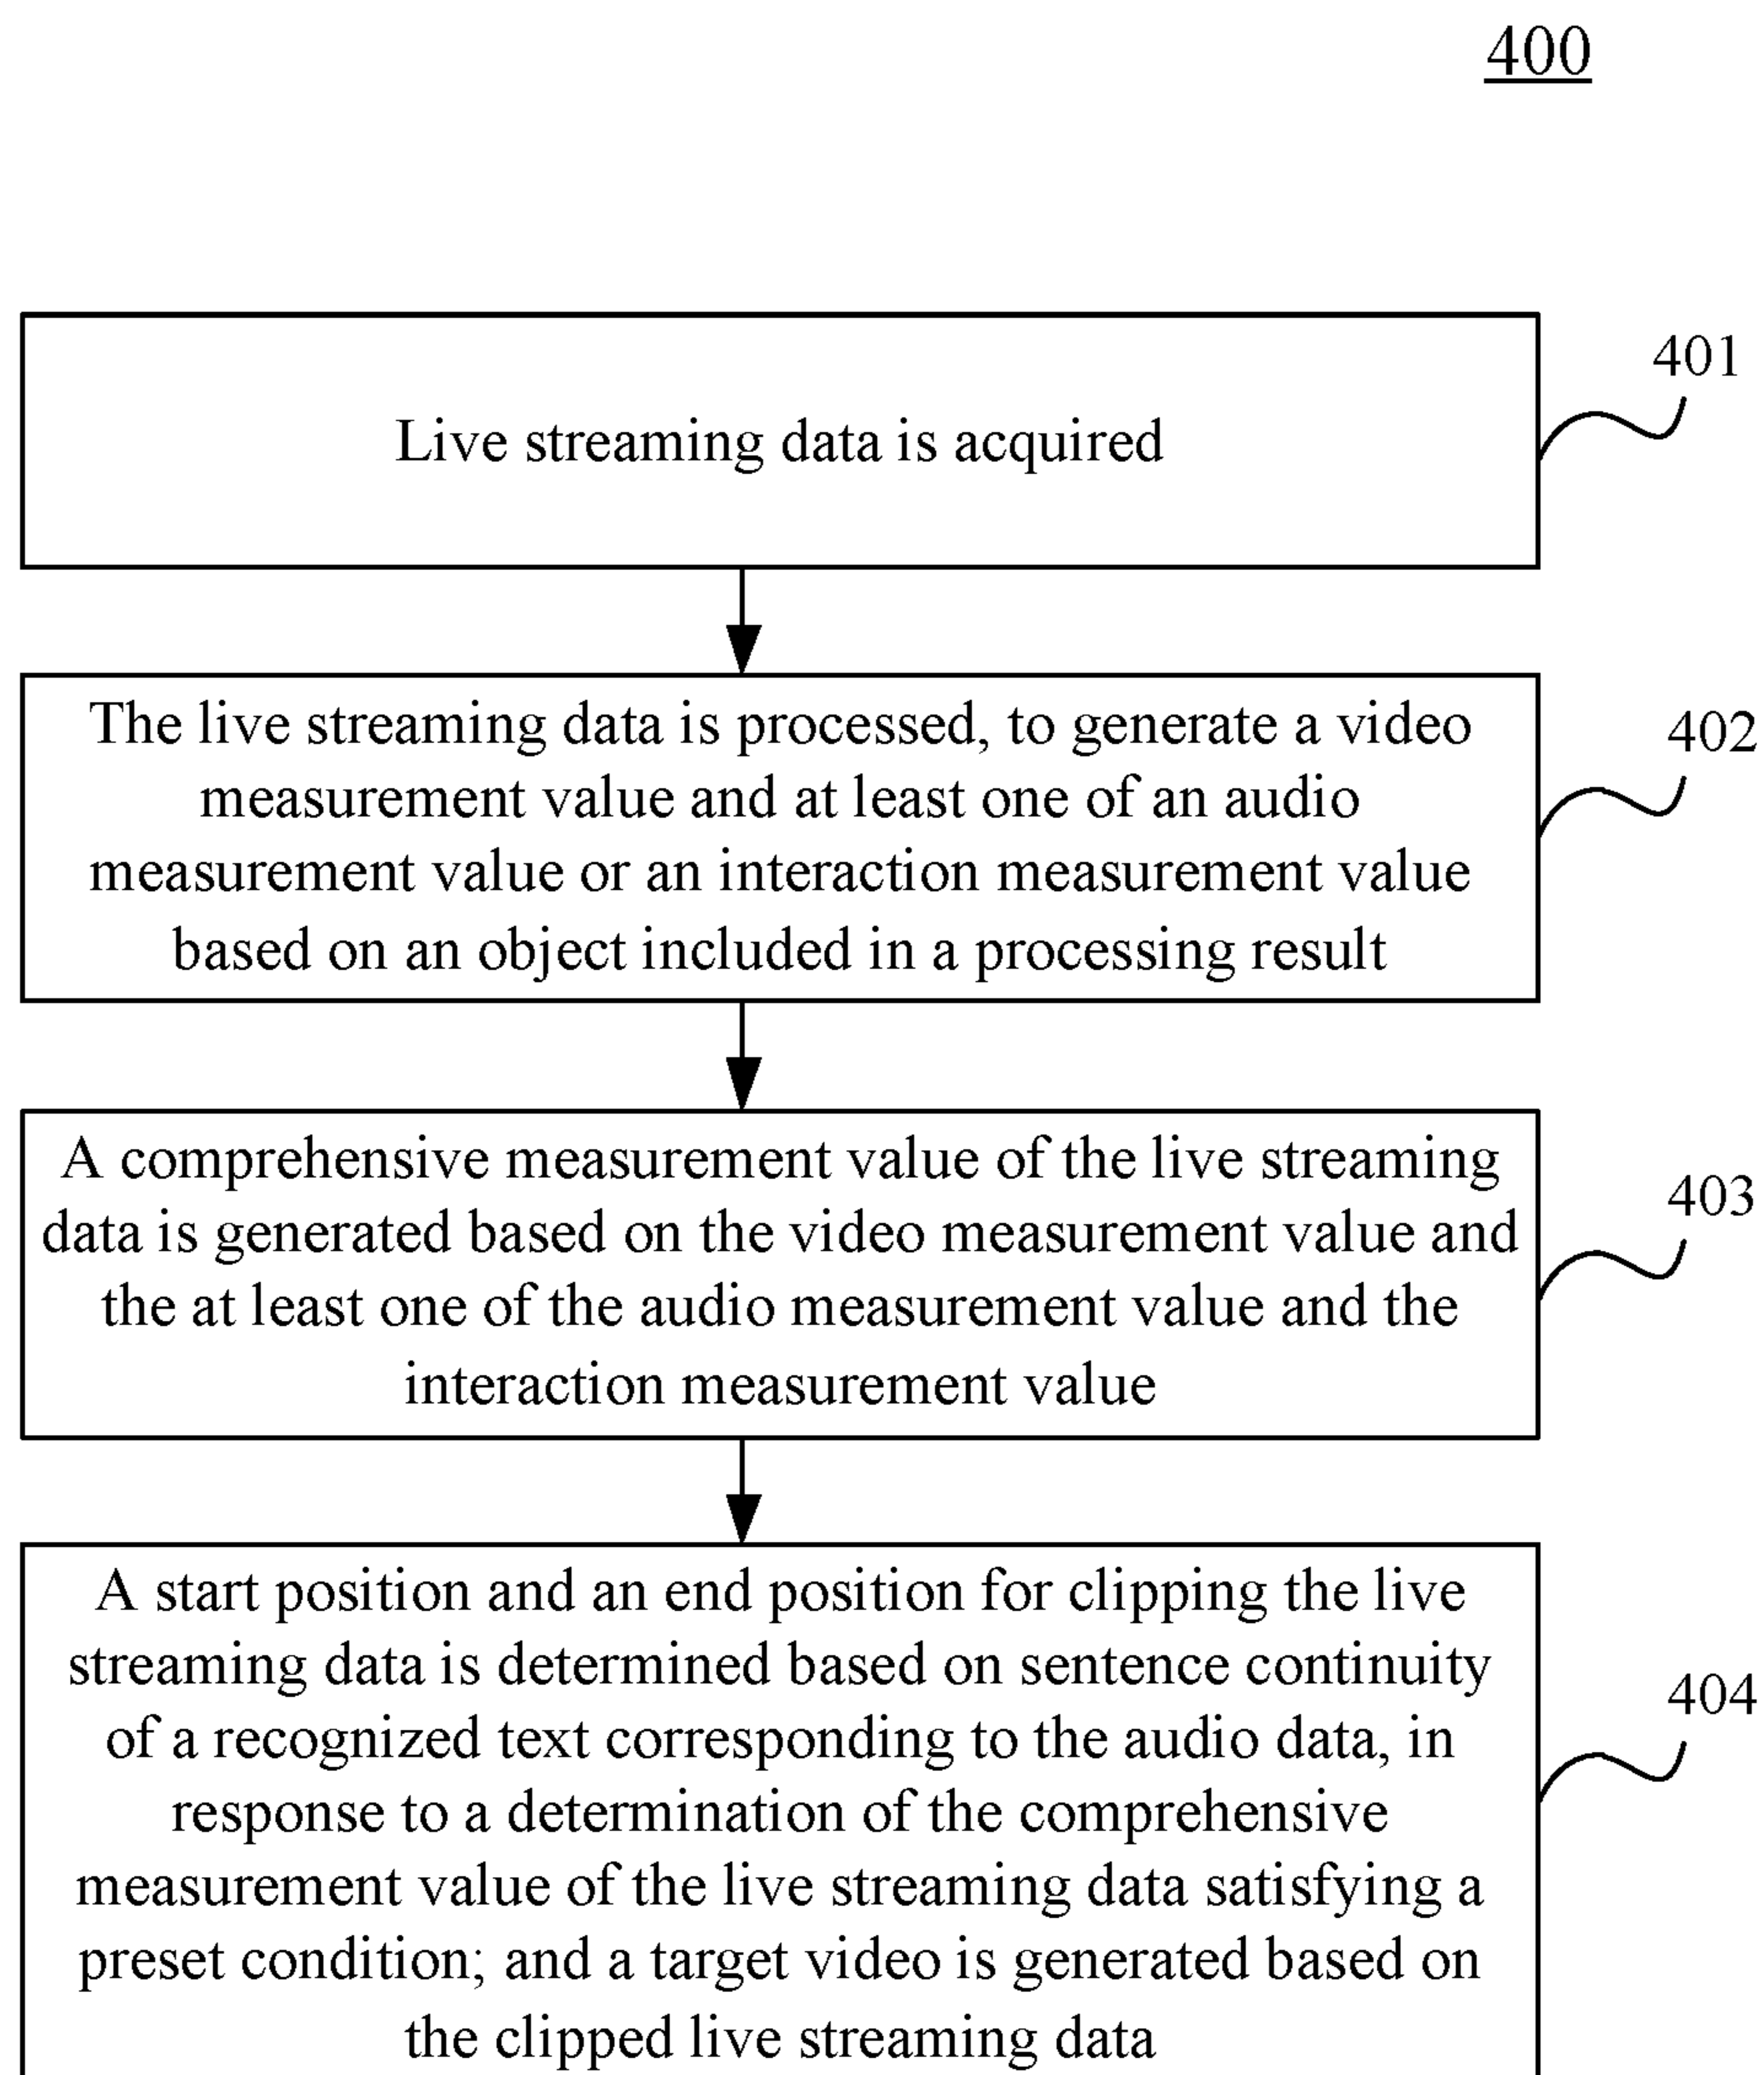 400
401
Live streaming data is acquired
The live streaming data is processed, to generate a video
402
measurement value and at least one of an audio
measurement value or an interaction measurement value
based on an object included in a processing result
A comprehensive measurement value of the live streaming
403
data is generated based on the video measurement value and
the at least one of the audio measurement value and the
interaction measurement value
A start position and an end position for clipping the live
streaming data is determined based on sentence continuity
404
of a recognized text corresponding to the audio data, in
response to a determination of the comprehensive
measurement value of the live streaming data satisfying a
preset condition; and a target video is generated based on
the clipped live streaming data